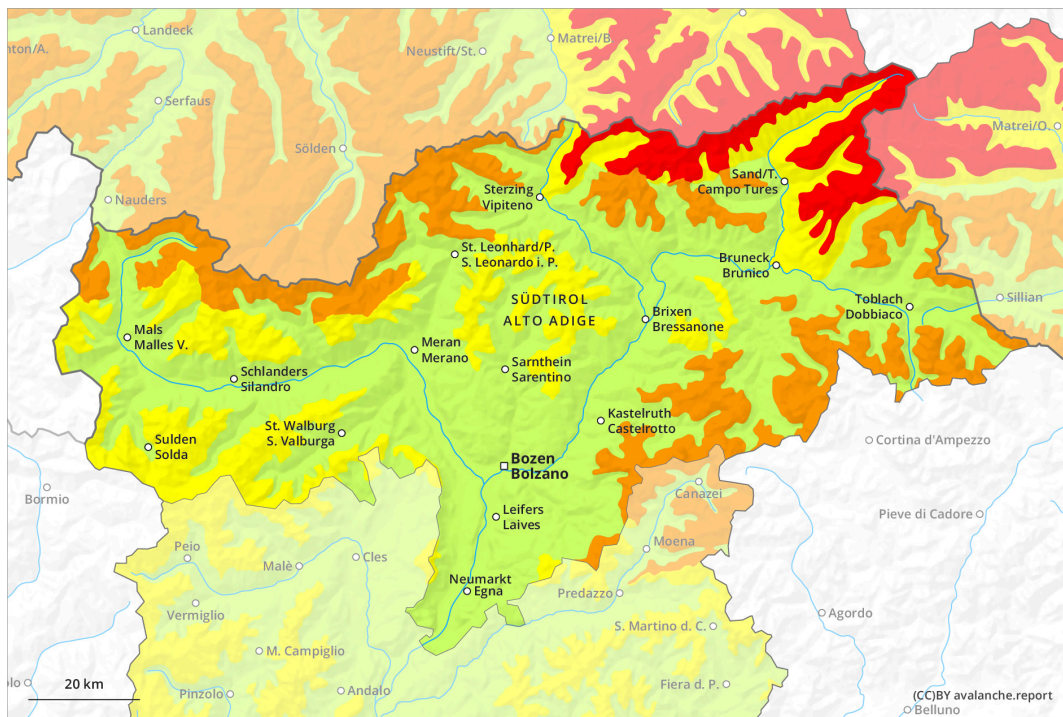 Landeck
nton/A.
Neustift/St.
Matrei/B.
Serfaus
Matrei/O.
Sölden
Sand/T.
Campo Tures
Sterzing
Vipiteno
Nauders
St. Leonhard/P.
S. Leonardo i. P.
Bruneck
Brunico
SÜDTIROL
ALTO ADIGE
Toblach
Dobbiaco
Sillian
Brixen
Bressanone
Mals
Malles V.
Meran
Merano
Sarnthein
Sarentino
Schlanders
Silandro
Kastelruth
Castelrotto
St. Walburg
S. Valburga
Sulden
Solda
Cortina d'Ampezzo
Bozen
Bolzano
Bormio
Canazei
Leifers
Laives
Pieve di Cadore
Peio
Cles
Moena
Malè
Neumarkt
Egna
Predazzo
Vermiglio
Agordo
S. Martino d. C.
M. Campiglio
20 km
olo
Pinzolo
Andalo
Fiera d. P.
(CC)BY avalanche.report
Belluno